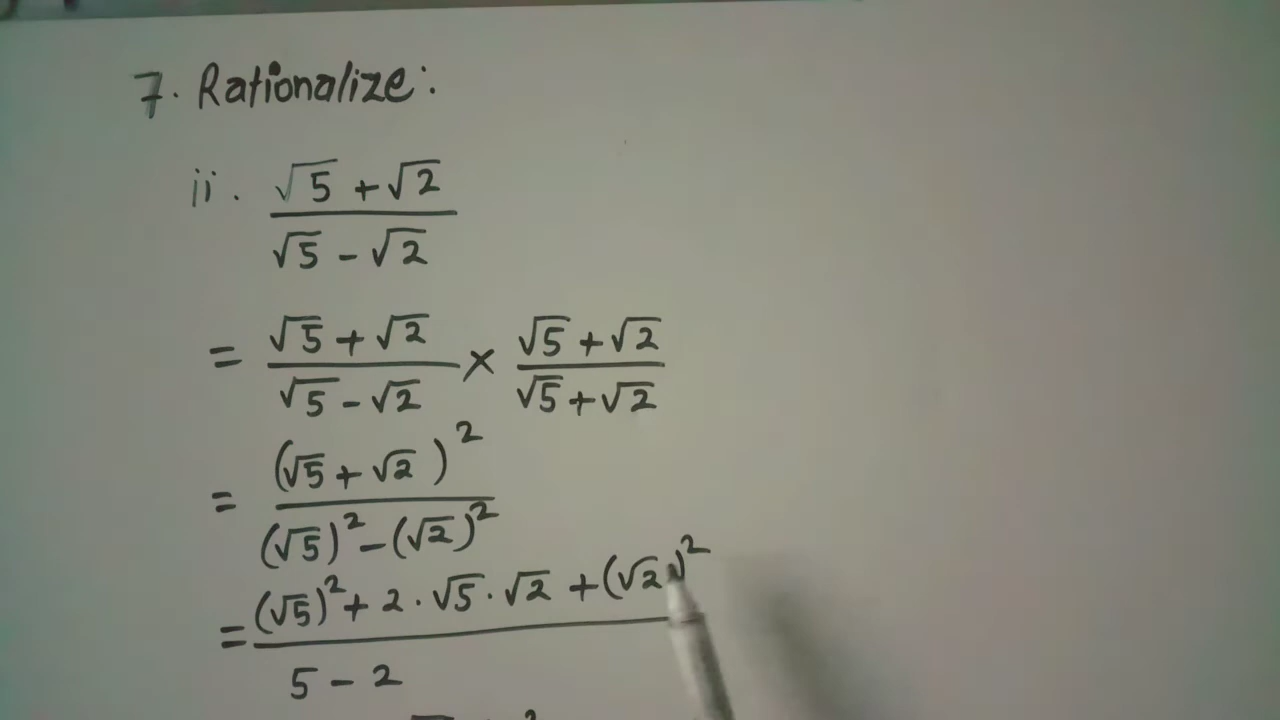 7. Rationalize:
ii. (√5 + √2) / (√5 - √2)
= (√5 + √2) / (√5 - √2) × (√5 + √2) / (√5 + √2)
= (√5 + √2)² / ((√5)² - (√2)²)
= ((√5)² + 2 · √5 · √2 + (√2)²) / (5 - 2)